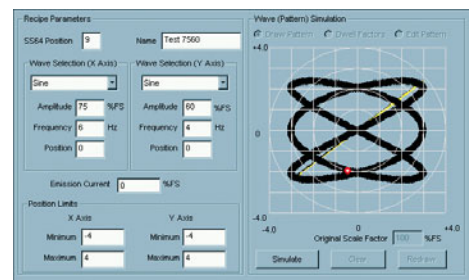 Recipe Parameters
SS64 Position 9 Name Test 7560
Wave Selection (X Axis) Wave Selection (Y Axis)
Sine Sine
Amplitude 75 %FS Amplitude 60 %FS
Frequency 6 Hz Frequency 4 Hz
Position 0 Position 0
Emission Current 0 %FS
Position Limits
X Axis Y Axis
Minimum -4 Minimum -4
Maximum 4 Maximum 4
Wave (Pattern) Simulation
Draw Pattern Dwell Factors Edit Pattern
+4.0
0
-4.0
-4.0 0 +4.0
Original Scale Factor 100 %FS
Simulate Clear Redraw